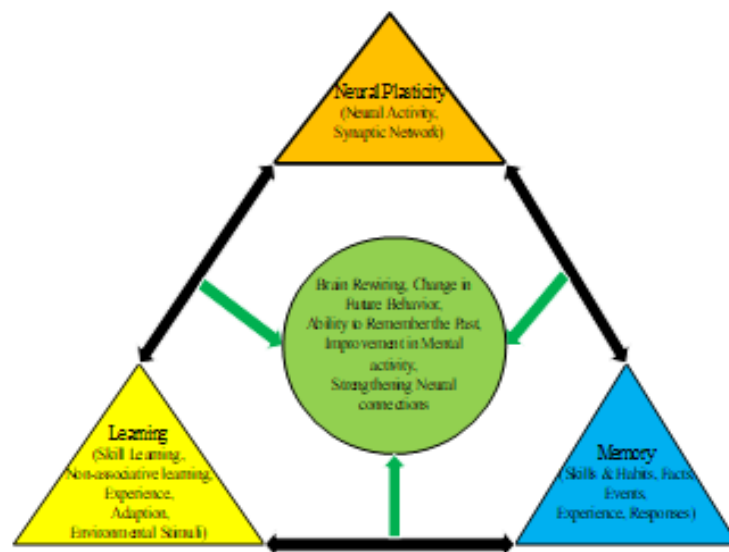 Neural Plasticity
(Neural Activity,
Synaptic Network)
Brain Rewiring, Change in
Future Behavior,
Ability to Remember the Past,
Improvement in Mental
activity,
Strengthening Neural
connections
Learning
(Skill Learning,
Non-associative learning,
Experience,
Adaption,
Environmental Stimuli)
Memory
(Skills & Habits, Facts,
Events,
Experience, Responses)